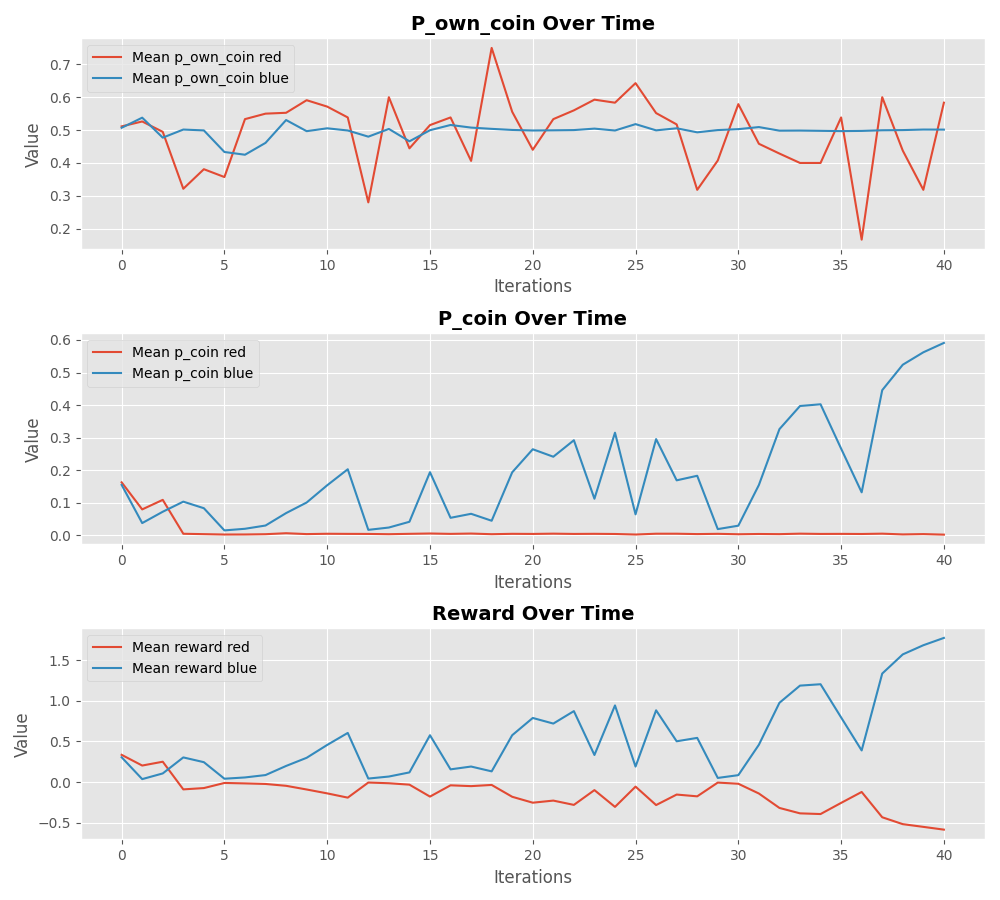 P_own_coin Over Time
Mean p_own_coin red
Mean p_own_coin blue
Value
0.7
0.6
0.5
0.4
0.3
0.2
0 5 10 15 20 25 30 35 40
Iterations
P_coin Over Time
Mean p_coin red
Mean p_coin blue
Value
0.6
0.5
0.4
0.3
0.2
0.1
0.0
0 5 10 15 20 25 30 35 40
Iterations
Reward Over Time
Mean reward red
Mean reward blue
Value
1.5
1.0
0.5
0.0
−0.5
0 5 10 15 20 25 30 35 40
Iterations